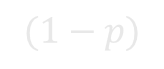 (1 − p)